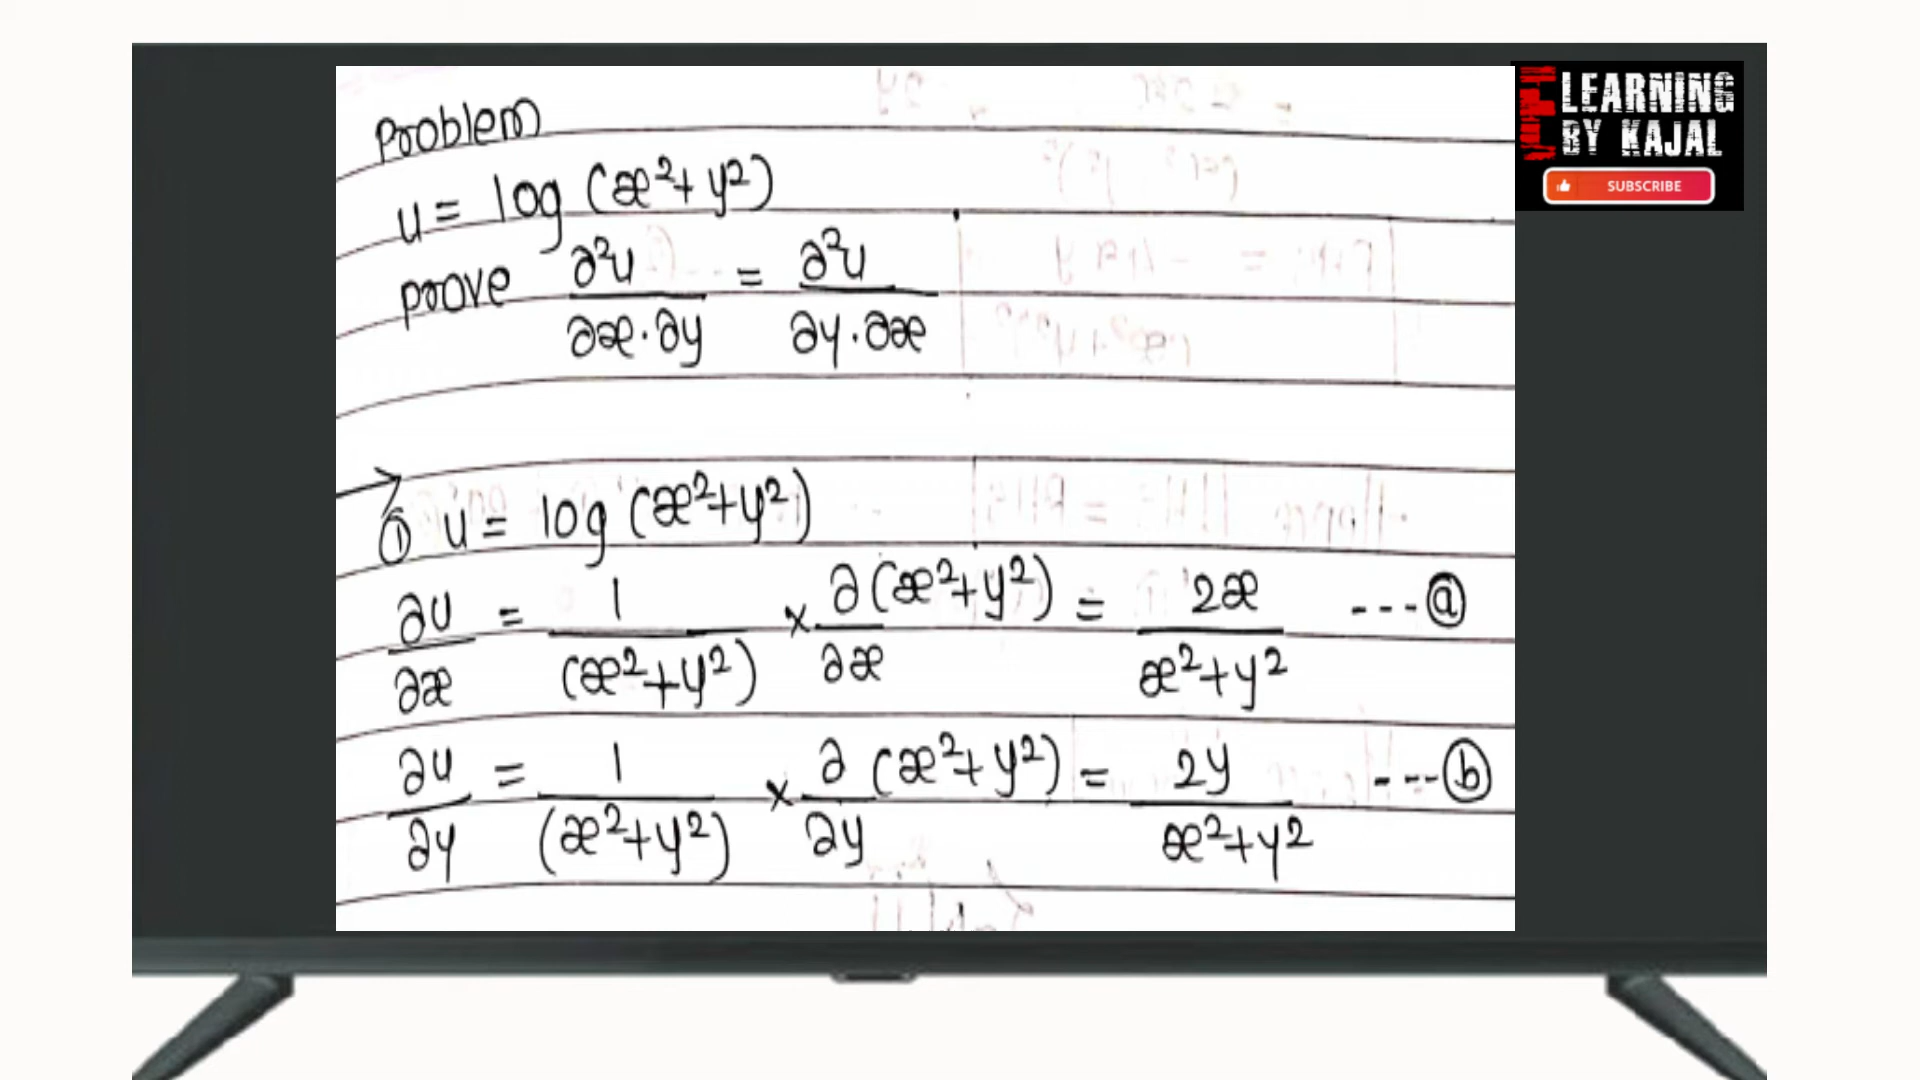 Problem
u = log (x²+y²)
prove ∂²u/∂x·∂y = ∂²u/∂y·∂x
① u = log (x²+y²)
∂u/∂x = 1/(x²+y²) × ∂(x²+y²)/∂x = 2x/x²+y² ---ⓐ
∂u/∂y = 1/(x²+y²) × ∂(x²+y²)/∂y = 2y/x²+y² ---ⓑ
LEARNING
BY KAJAL
SUBSCRIBE